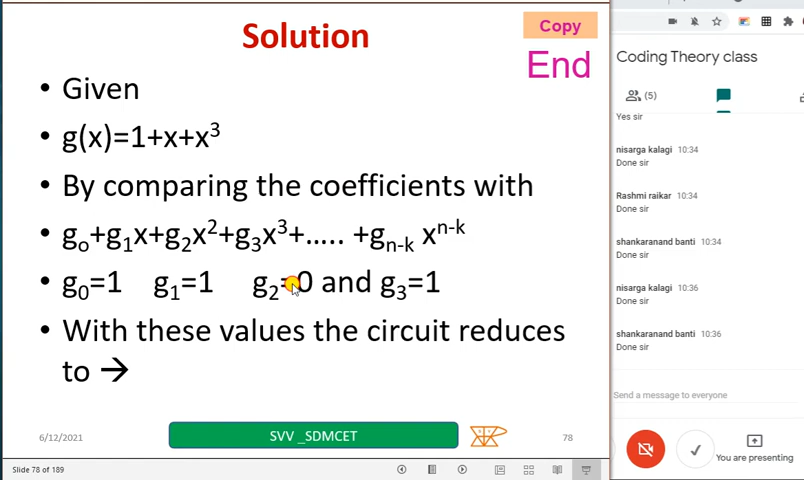 Solution
Copy
End
• Given
• g(x)=1+x+x³
• By comparing the coefficients with
• g₀+g₁x+g₂x²+g₃x³+..... +gₙ₋ₖ xⁿ⁻ᵏ
• g₀=1 g₁=1 g₂=0 and g₃=1
• With these values the circuit reduces
to →
6/12/2021
SVV _SDMCET
78
Slide 78 of 189
Coding Theory class
(5)
Yes sir
nisarga kalagi 10:34
Done sir
Rashmi raikar 10:34
Done sir
shankaranand banti 10:34
Done sir
nisarga kalagi 10:36
Done sir
shankaranand banti 10:36
Done sir
Send a message to everyone
You are presenting